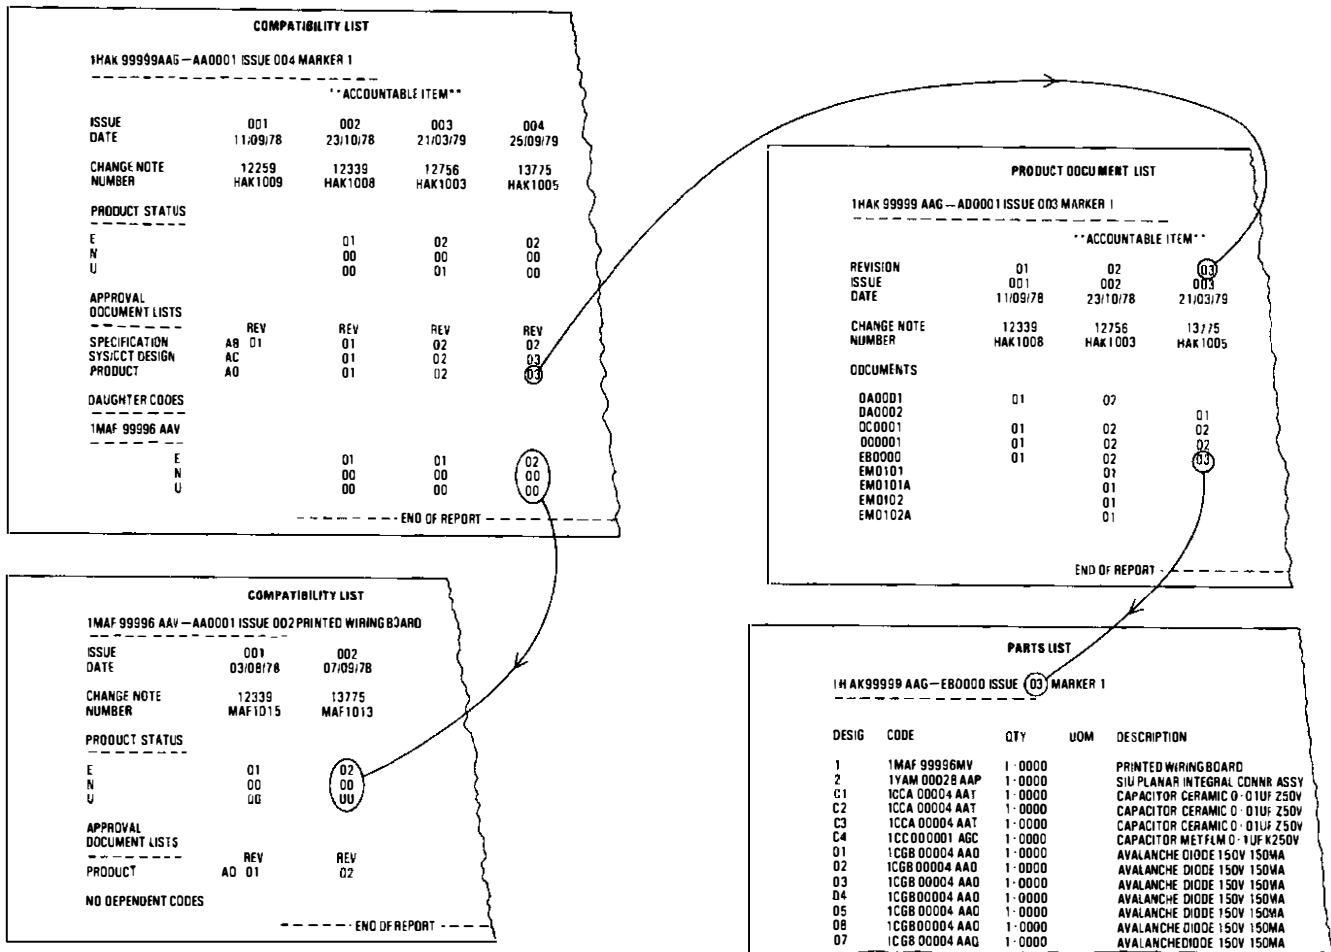 COMPATIBILITY LIST
1HAK 99999AAG — AA0001 ISSUE 004 MARKER 1
**ACCOUNTABLE ITEM**
ISSUE 001 002 003 004
DATE 11/09/78 23/10/78 21/03/79 25/09/79
CHANGE NOTE 12259 12339 12756 13775
NUMBER HAK1009 HAK1008 HAK1003 HAK1005
PRODUCT STATUS
E 01 02 02
N 00 00 00
U 00 01 00
APPROVAL
DOCUMENT LISTS
REV REV REV REV
SPECIFICATION AB 01 01 02 02
SYS/CCT DESIGN AC 01 02 03
PRODUCT AD 01 02 03
DAUGHTER CODES
1MAF 99996 AAV
E 01 01 02
N 00 00 00
U 00 00 00
END OF REPORT
COMPATIBILITY LIST
1MAF 99996 AAV — AA0001 ISSUE 002 PRINTED WIRING BOARD
ISSUE 001 002
DATE 03/08/78 07/09/78
CHANGE NOTE 12339 13775
NUMBER MAF1015 MAF1013
PRODUCT STATUS
E 01 02
N 00 00
U 00 00
APPROVAL
DOCUMENT LISTS
REV REV
PRODUCT AD 01 02
NO DEPENDENT CODES
END OF REPORT
PRODUCT DOCUMENT LIST
1HAK 99999 AAG — AD0001 ISSUE 003 MARKER 1
**ACCOUNTABLE ITEM**
REVISION 01 02 03
ISSUE 001 002 003
DATE 11/09/78 23/10/78 21/03/79
CHANGE NOTE 12339 12756 13775
NUMBER HAK1008 HAK1003 HAK1005
DOCUMENTS
DA0001 01 02
DA0002 01
DC0001 01 02 02
DD0001 01 02 02
EB0000 01 02 03
EM0101 01
EM0101A 01
EM0102 01
EM0102A 01
END OF REPORT
PARTS LIST
1HAK99999 AAG — EB0000 ISSUE 03 MARKER 1
DESIG CODE QTY UOM DESCRIPTION
1 1MAF 99996MV 1·0000 PRINTED WIRING BOARD
2 1YAM 00028 AAP 1·0000 SIU PLANAR INTEGRAL CONNR ASSY
C1 1CCA 00004 AAT 1·0000 CAPACITOR CERAMIC 0·01UF Z50V
C2 1CCA 00004 AAT 1·0000 CAPACITOR CERAMIC 0·01UF Z50V
C3 1CCA 00004 AAT 1·0000 CAPACITOR CERAMIC 0·01UF Z50V
C4 1CC000001 AGC 1·0000 CAPACITOR METFLM 0·1UF K250V
D1 1CGB 00004 AAD 1·0000 AVALANCHE DIODE 150V 150MA
D2 1CGB 00004 AAD 1·0000 AVALANCHE DIODE 150V 150MA
D3 1CGB 00004 AAD 1·0000 AVALANCHE DIODE 150V 150MA
D4 1CGB00004 AAD 1·0000 AVALANCHE DIODE 150V 150MA
D5 1CGB00004 AAD 1·0000 AVALANCHE DIODE 150V 150MA
D6 1CGB00004 AAD 1·0000 AVALANCHE DIODE 150V 150MA
D7 1CGB 00004 AAD 1·0000 AVALANCHE DIODE 150V 150MA